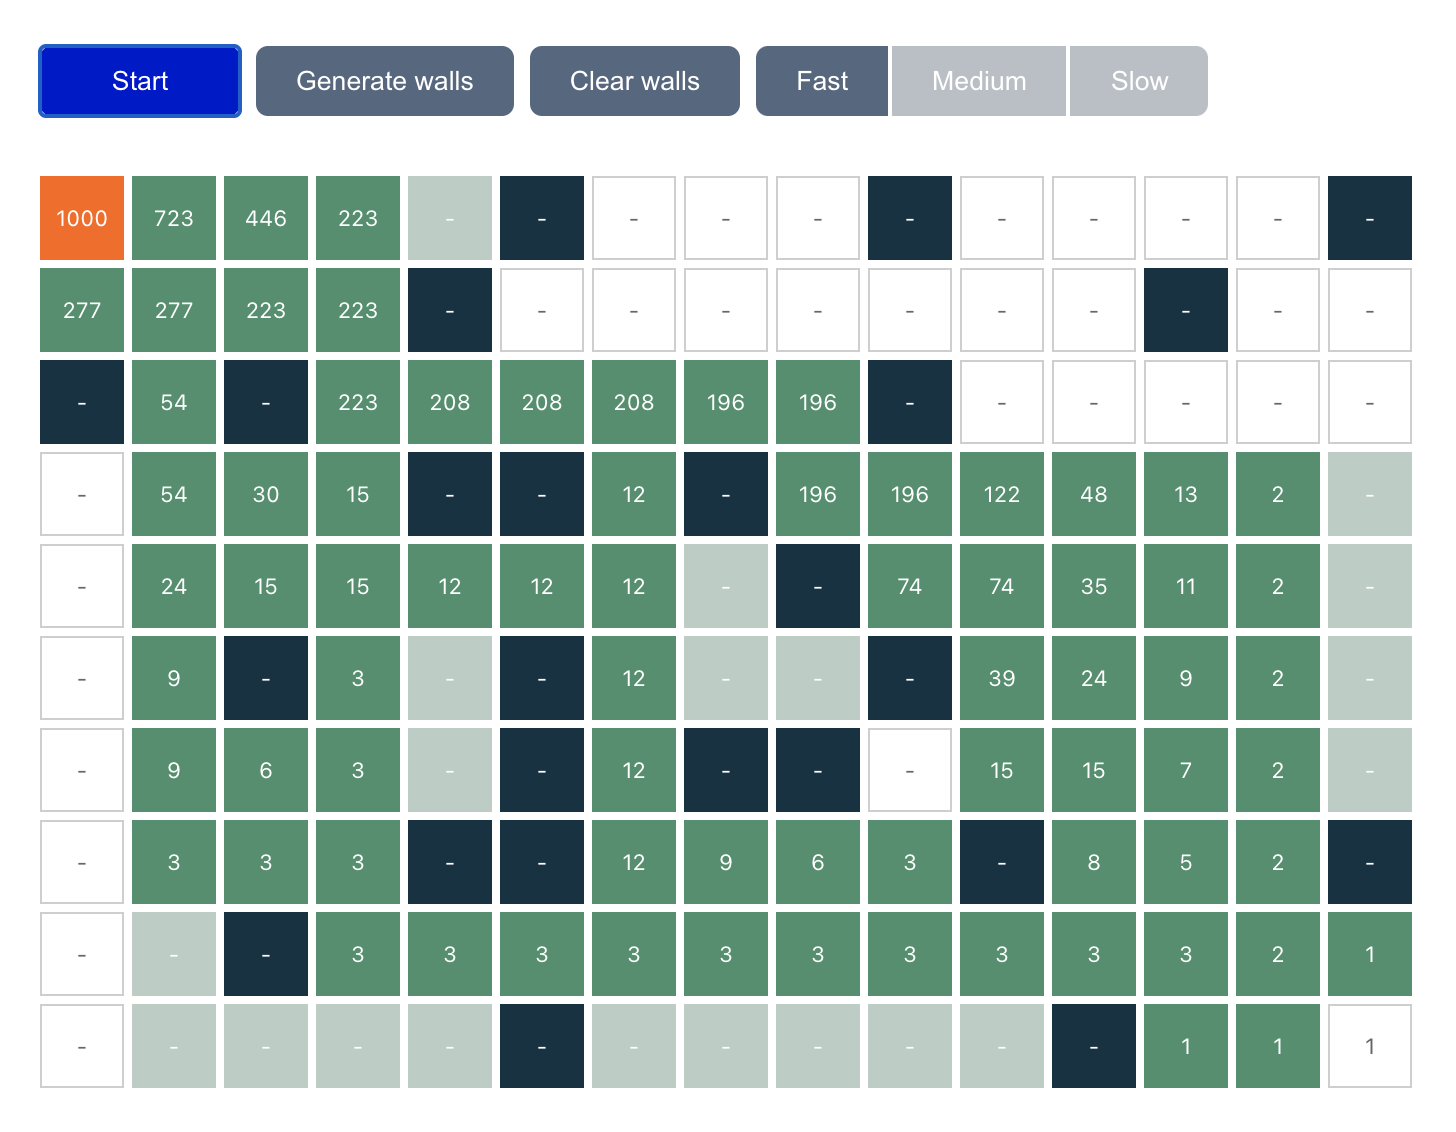 Start Generate walls Clear walls Fast Medium Slow
1000 723 446 223 - - - - - - - - - - -
277 277 223 223 - - - - - - - - - - -
- 54 - 223 208 208 208 196 196 - - - - - -
- 54 30 15 - - 12 - 196 196 122 48 13 2 -
- 24 15 15 12 12 12 - - 74 74 35 11 2 -
- 9 - 3 - - 12 - - - 39 24 9 2 -
- 9 6 3 - - 12 - - - 15 15 7 2 -
- 3 3 3 - - 12 9 6 3 - 8 5 2 -
- - - 3 3 3 3 3 3 3 3 3 3 2 1
- - - - - - - - - - - - 1 1 1